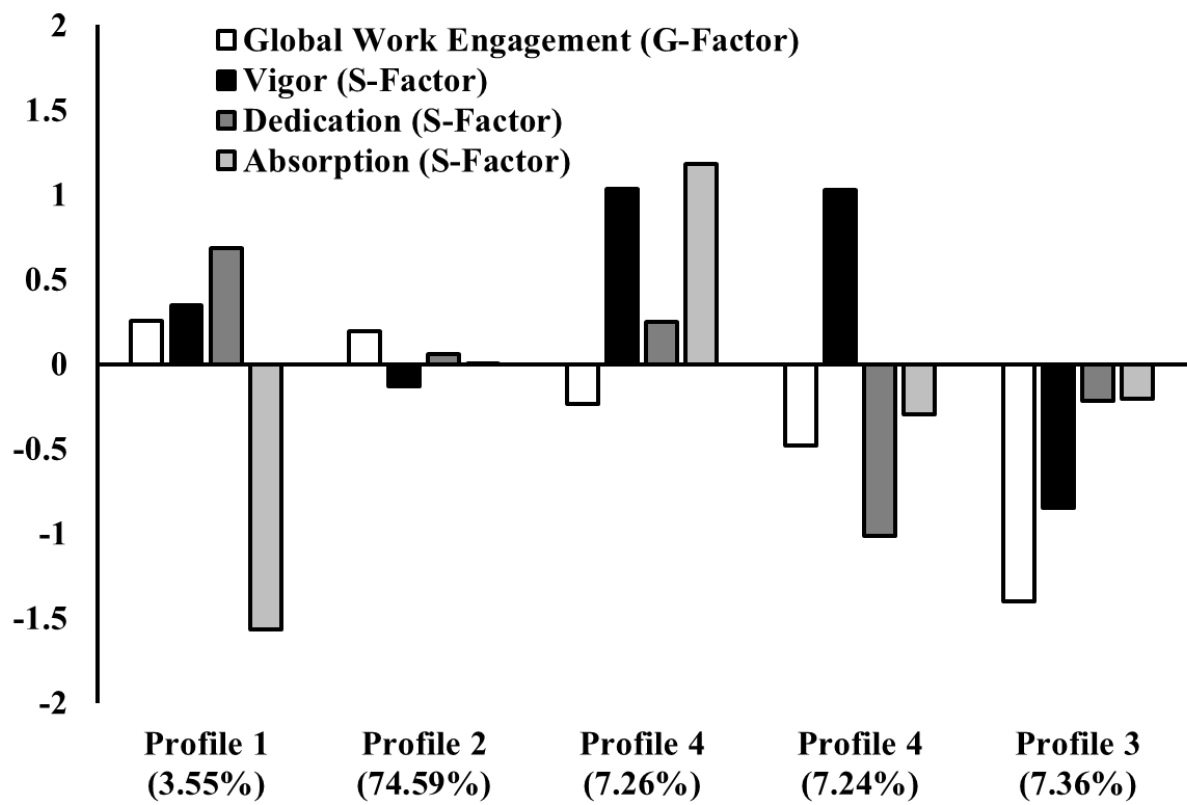 2
Global Work Engagement (G-Factor)
Vigor (S-Factor)
1.5
Dedication (S-Factor)
Absorption (S-Factor)
1
0.5
0
-0.5
-1
-1.5
-2
Profile 1 Profile 2 Profile 4 Profile 4 Profile 3
(3.55%) (74.59%) (7.26%) (7.24%) (7.36%)